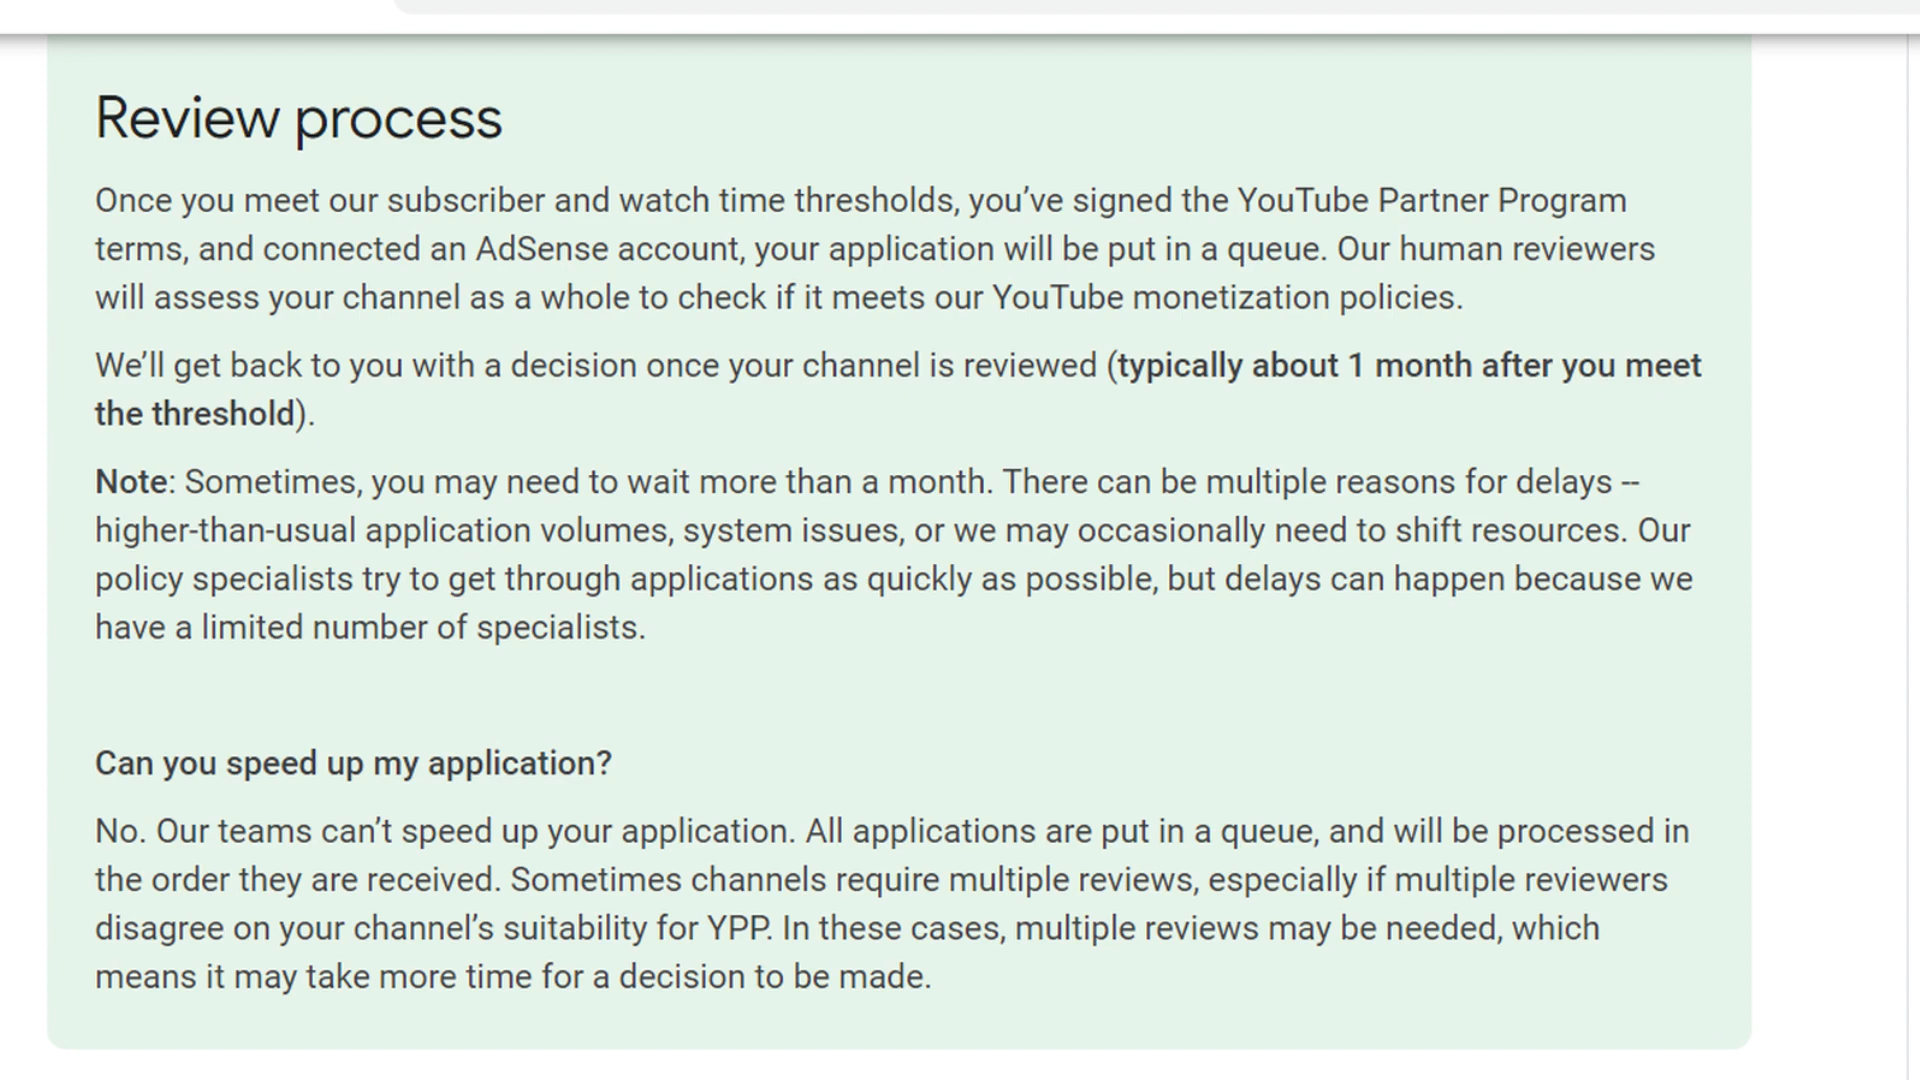 Review process
Once you meet our subscriber and watch time thresholds, you’ve signed the YouTube Partner Program
terms, and connected an AdSense account, your application will be put in a queue. Our human reviewers
will assess your channel as a whole to check if it meets our YouTube monetization policies.
We’ll get back to you with a decision once your channel is reviewed (typically about 1 month after you meet
the threshold).
Note: Sometimes, you may need to wait more than a month. There can be multiple reasons for delays --
higher-than-usual application volumes, system issues, or we may occasionally need to shift resources. Our
policy specialists try to get through applications as quickly as possible, but delays can happen because we
have a limited number of specialists.
Can you speed up my application?
No. Our teams can’t speed up your application. All applications are put in a queue, and will be processed in
the order they are received. Sometimes channels require multiple reviews, especially if multiple reviewers
disagree on your channel’s suitability for YPP. In these cases, multiple reviews may be needed, which
means it may take more time for a decision to be made.